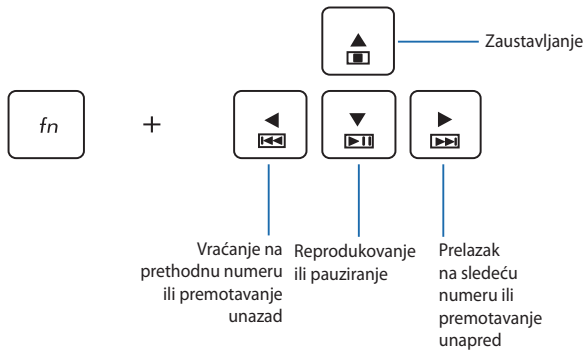 Zaustavljanje
fn +
Vraćanje na
prethodnu numeru
ili premotavanje
unazad
Reprodukovanje
ili pauziranje
Prelazak
na sledeću
numeru ili
premotavanje
unapred